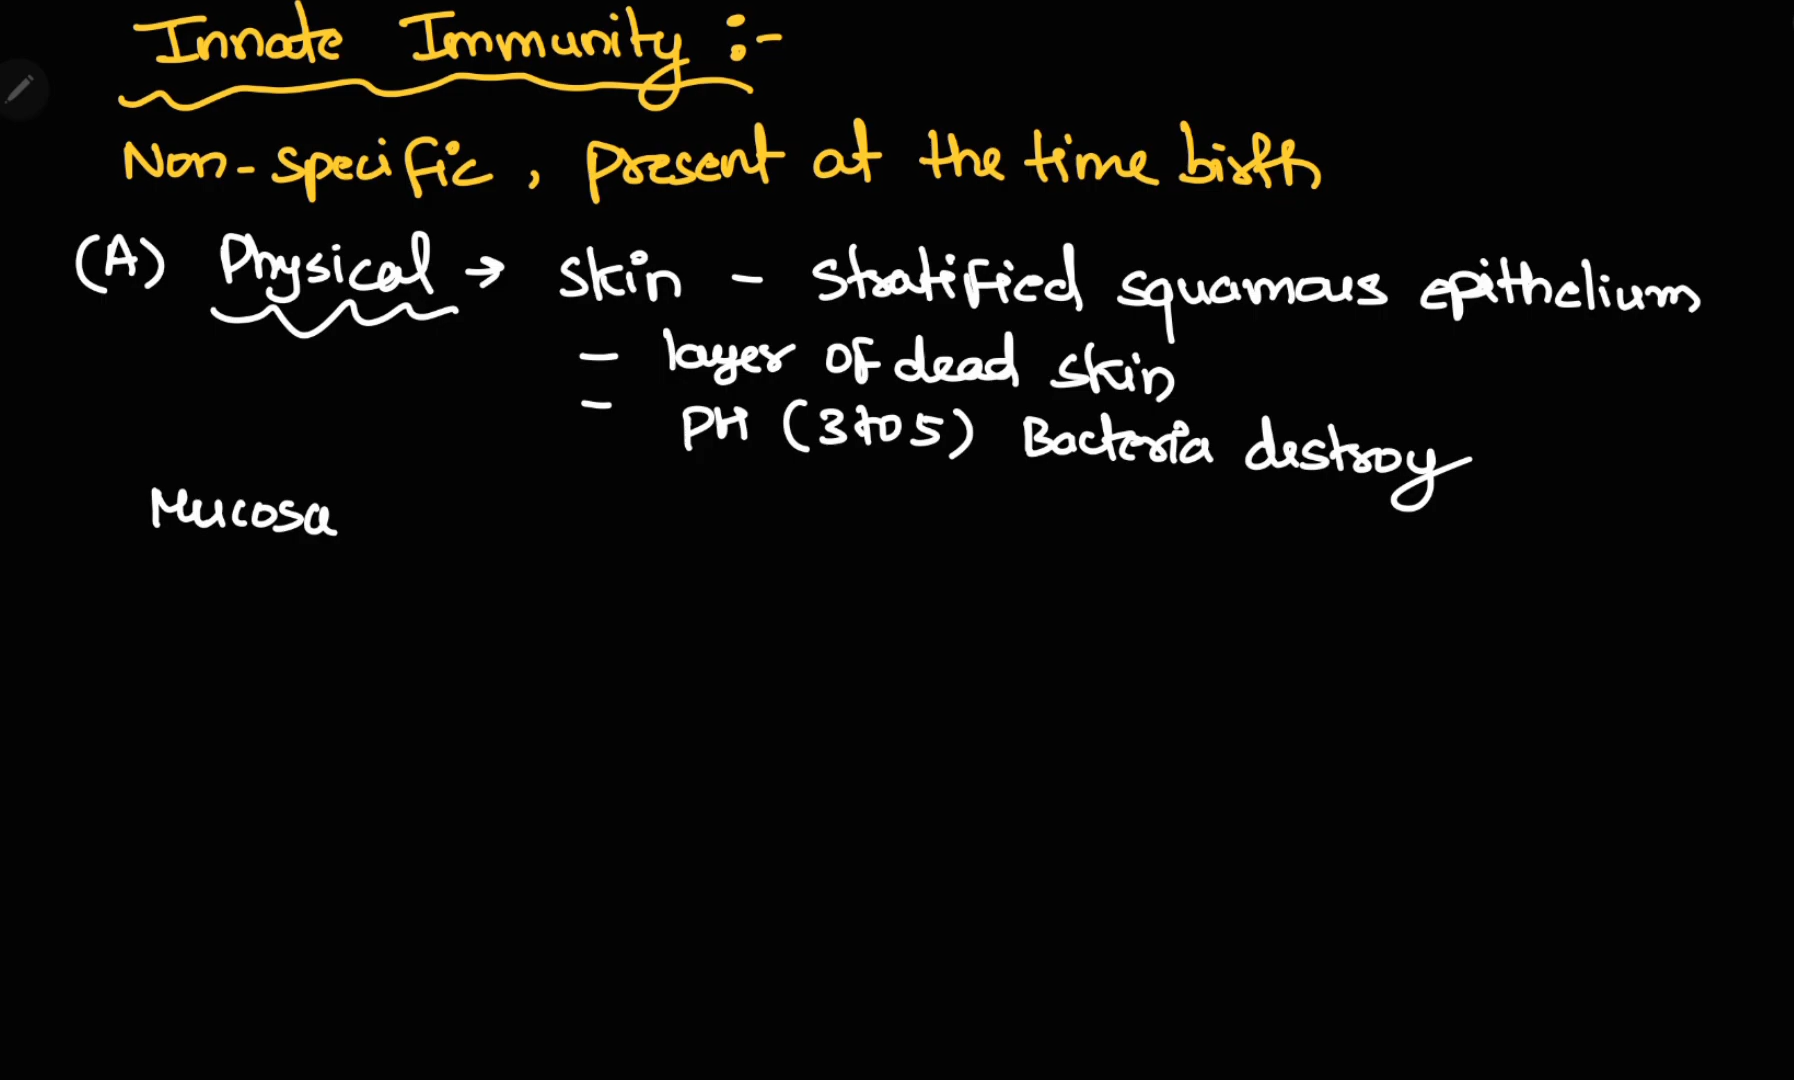 Innate Immunity :-
Non-specific, present at the time birth
(A) Physical → skin - stratified squamous epithelium
- layer of dead skin
- PH (3 to 5) Bacteria destroy
Mucosa